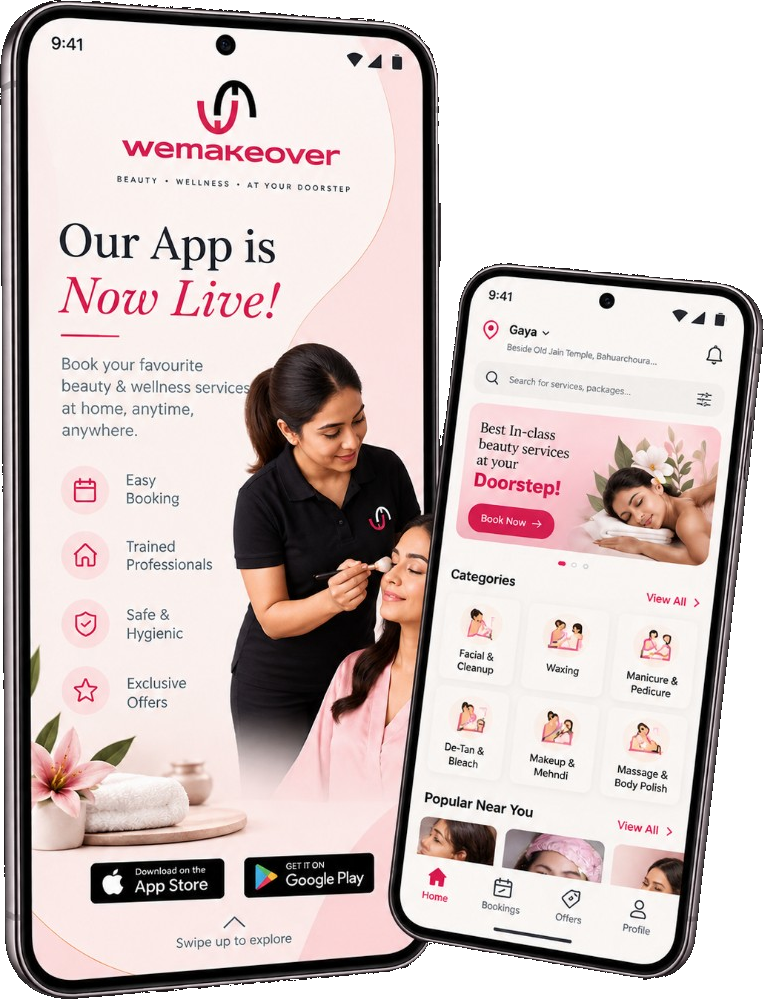 9:41
wemakeover
BEAUTY • WELLNESS • AT YOUR DOORSTEP
Our App is
Now Live!
Book your favourite
beauty & wellness services
at home, anytime,
anywhere.
Easy
Booking
Trained
Professionals
Safe &
Hygienic
Exclusive
Offers
Download on the
App Store
GET IT ON
Google Play
Swipe up to explore
9:41
Gaya
Beside Old Jain Temple, Bahuarchoura...
Search for services, packages...
Best In-class
beauty services
at your
Doorstep!
Book Now →
Categories
View All >
Facial &
Cleanup
Waxing
Manicure &
Pedicure
De-Tan &
Bleach
Makeup &
Mehndi
Massage &
Body Polish
Popular Near You
View All >
Home
Bookings
Offers
Profile